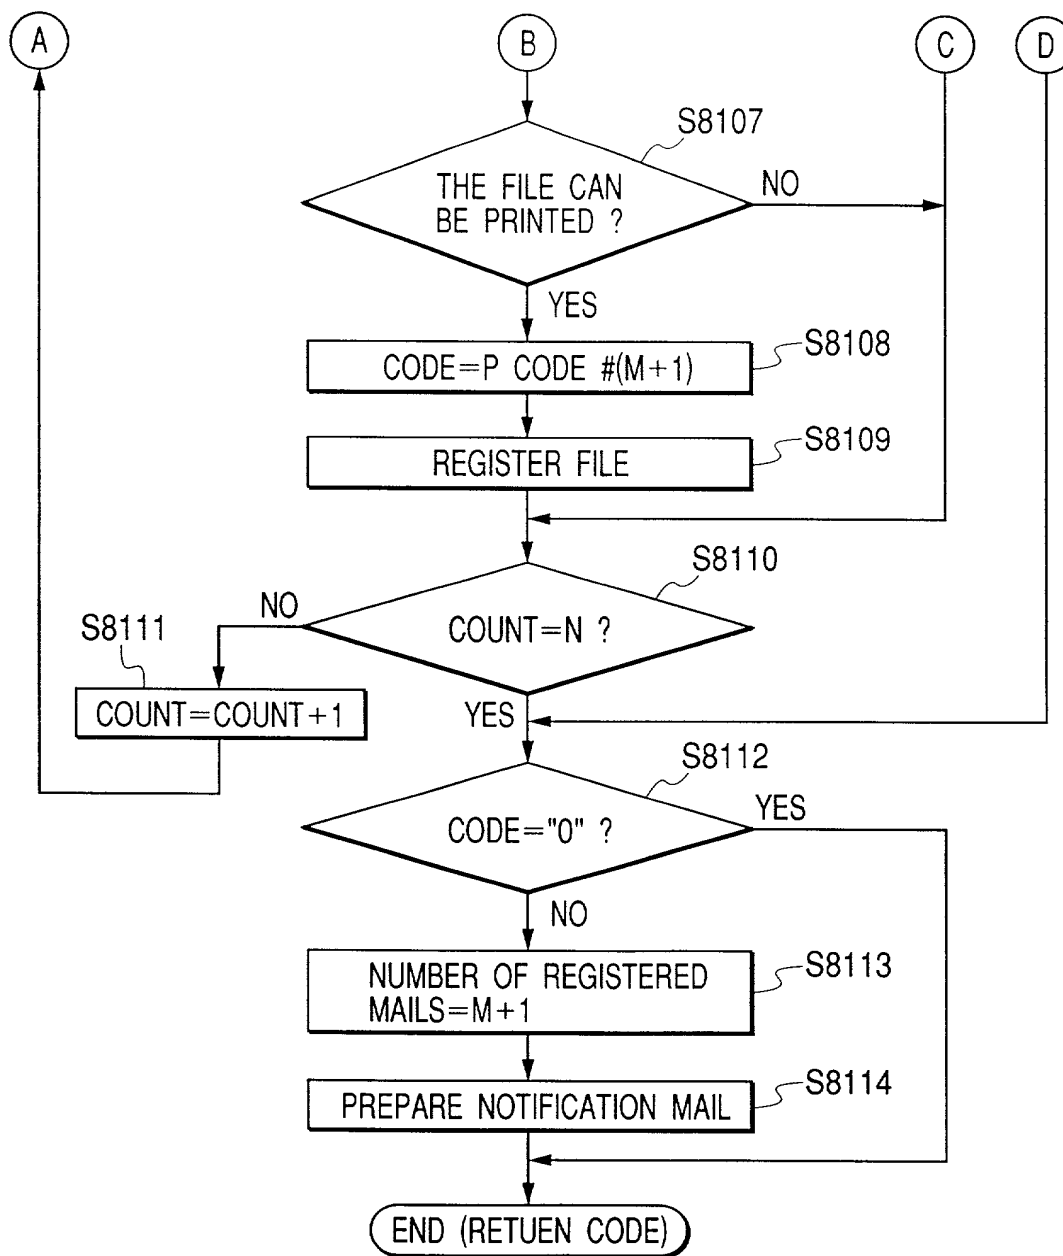 A
B
C
D
S8107
THE FILE CAN
BE PRINTED ?
NO
YES
S8108
CODE=P CODE #(M+1)
S8109
REGISTER FILE
S8110
NO
COUNT=N ?
S8111
COUNT=COUNT+1
YES
S8112
CODE="0" ?
YES
NO
NUMBER OF REGISTERED
MAILS=M+1
S8113
S8114
PREPARE NOTIFICATION MAIL
END (RETUEN CODE)